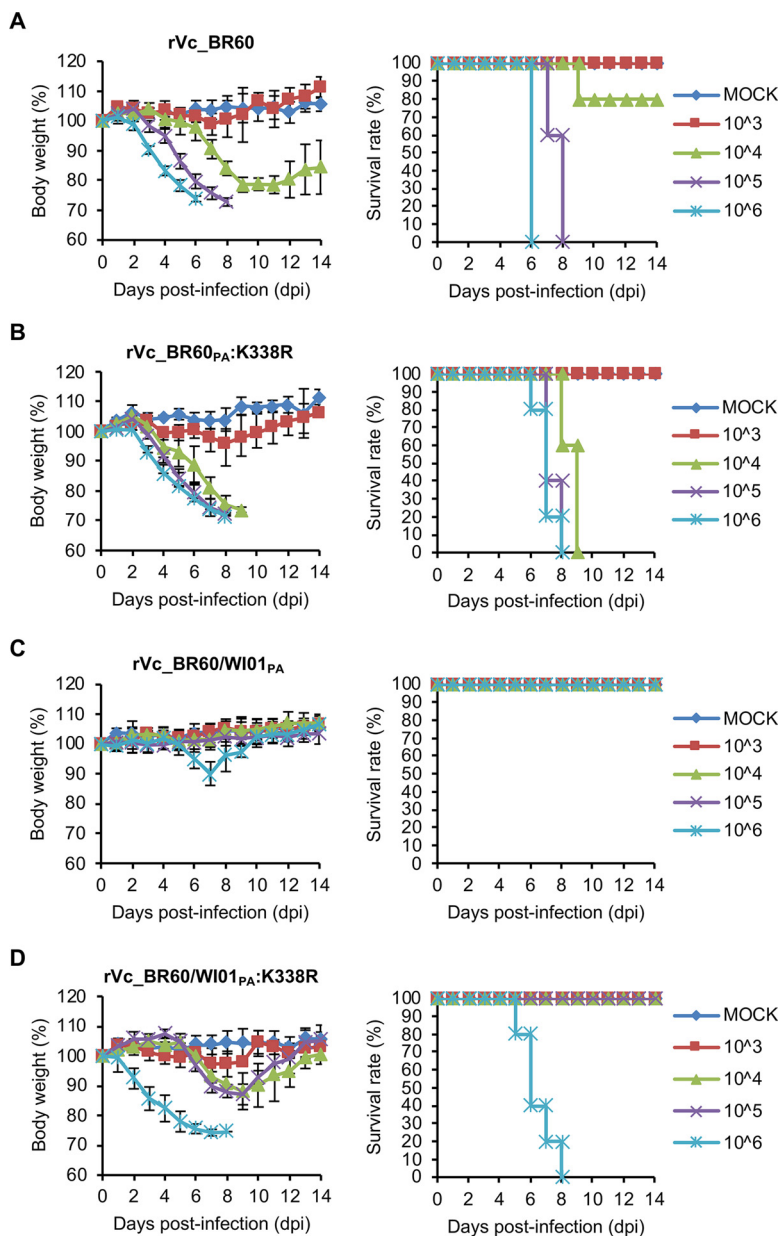 A
rVc_BR60
120
110
100
90
80
70
60
Body weight (%)
0 2 4 6 8 10 12 14
Days post-infection (dpi)
100
90
80
70
60
50
40
30
20
10
0
Survival rate (%)
0 2 4 6 8 10 12 14
Days post-infection (dpi)
MOCK
10^3
10^4
10^5
10^6
B
rVc_BR60PA:K338R
120
110
100
90
80
70
60
Body weight (%)
0 2 4 6 8 10 12 14
Days post-infection (dpi)
100
90
80
70
60
50
40
30
20
10
0
Survival rate (%)
0 2 4 6 8 10 12 14
Days post-infection (dpi)
MOCK
10^3
10^4
10^5
10^6
C
rVc_BR60/WI01PA
120
110
100
90
80
70
60
Body weight (%)
0 2 4 6 8 10 12 14
Days post-infection (dpi)
100
90
80
70
60
50
40
30
20
10
0
Survival rate (%)
0 2 4 6 8 10 12 14
Days post-infection (dpi)
MOCK
10^3
10^4
10^5
10^6
D
rVc_BR60/WI01PA:K338R
120
110
100
90
80
70
60
Body weight (%)
0 2 4 6 8 10 12 14
Days post-infection (dpi)
100
90
80
70
60
50
40
30
20
10
0
Survival rate (%)
0 2 4 6 8 10 12 14
Days post-infection (dpi)
MOCK
10^3
10^4
10^5
10^6